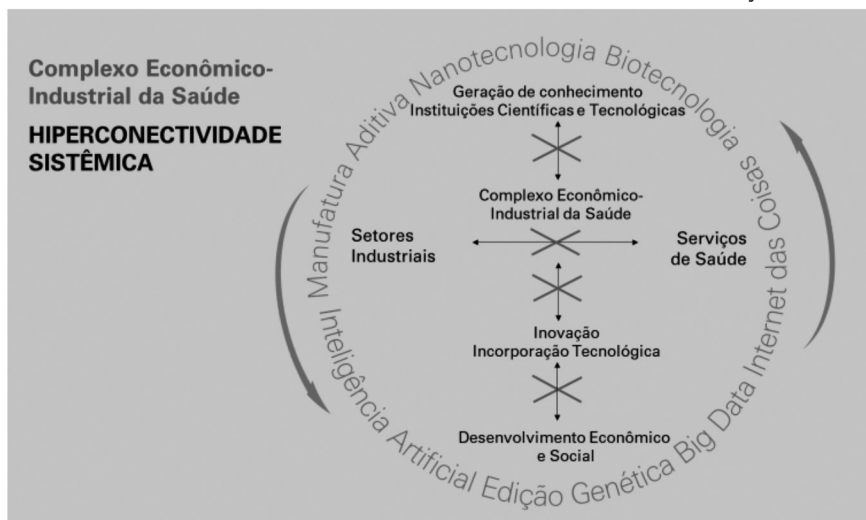 Complexo Econômico-
Industrial da Saúde
HIPERCONECTIVIDADE
SISTÊMICA
Manufatura Aditiva Nanotecnologia Biotecnologia
Internet das Coisas
Inteligência Artificial Edição Genética Big Data
Geração de conhecimento
Instituições Científicas e Tecnológicas
Complexo Econômico-
Industrial da Saúde
Setores
Industriais
Serviços
de Saúde
Inovação
Incorporação Tecnológica
Desenvolvimento Econômico
e Social